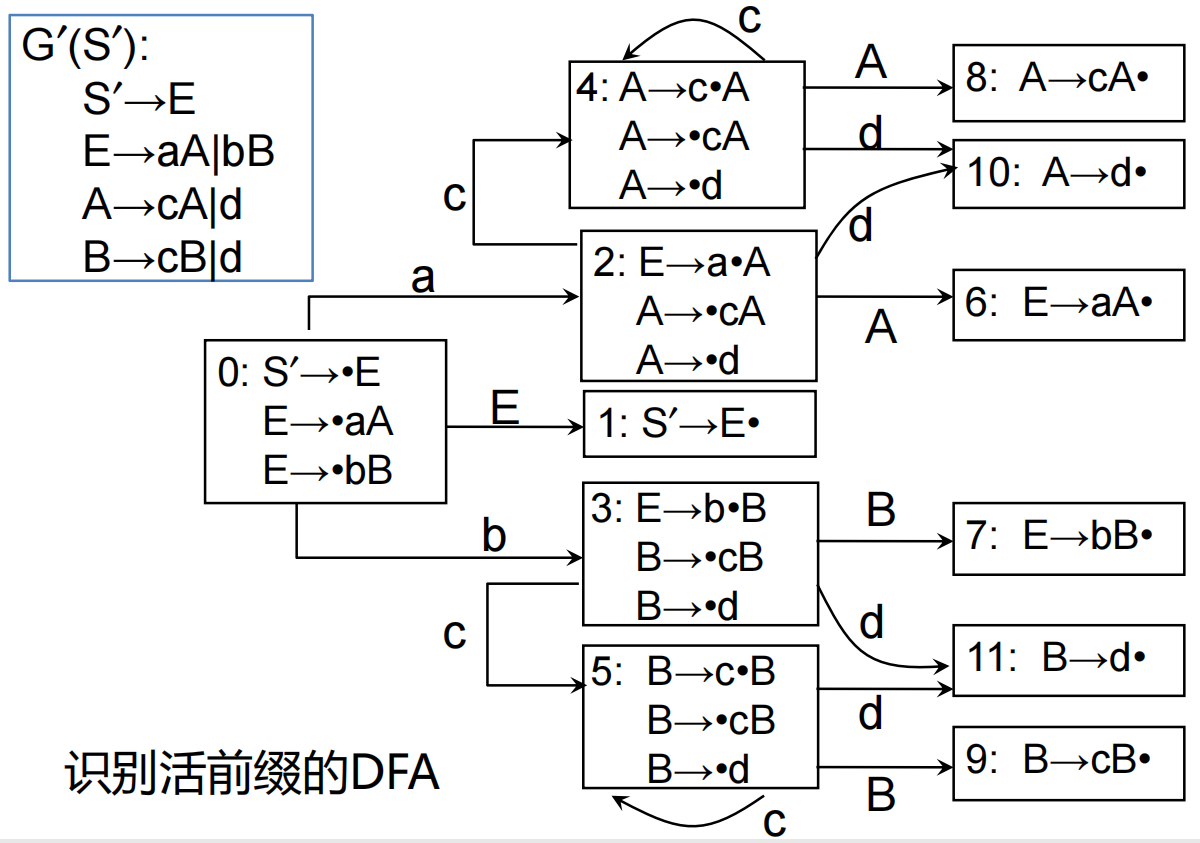 G′(S′):
S′→E
E→aA|bB
A→cA|d
B→cB|d
c
4: A→c•A
A→•cA
A→•d
A
8: A→cA•
d
10: A→d•
c
2: E→a•A
A→•cA
A→•d
d
A
6: E→aA•
a
0: S′→•E
E→•aA
E→•bB
E
1: S′→E•
b
3: E→b•B
B→•cB
B→•d
B
7: E→bB•
c
d
11: B→d•
5: B→c•B
B→•cB
B→•d
d
B
9: B→cB•
c
识别活前缀的DFA